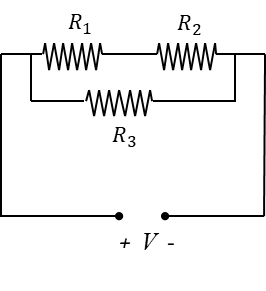 R₁ R₂
R₃
+ V -